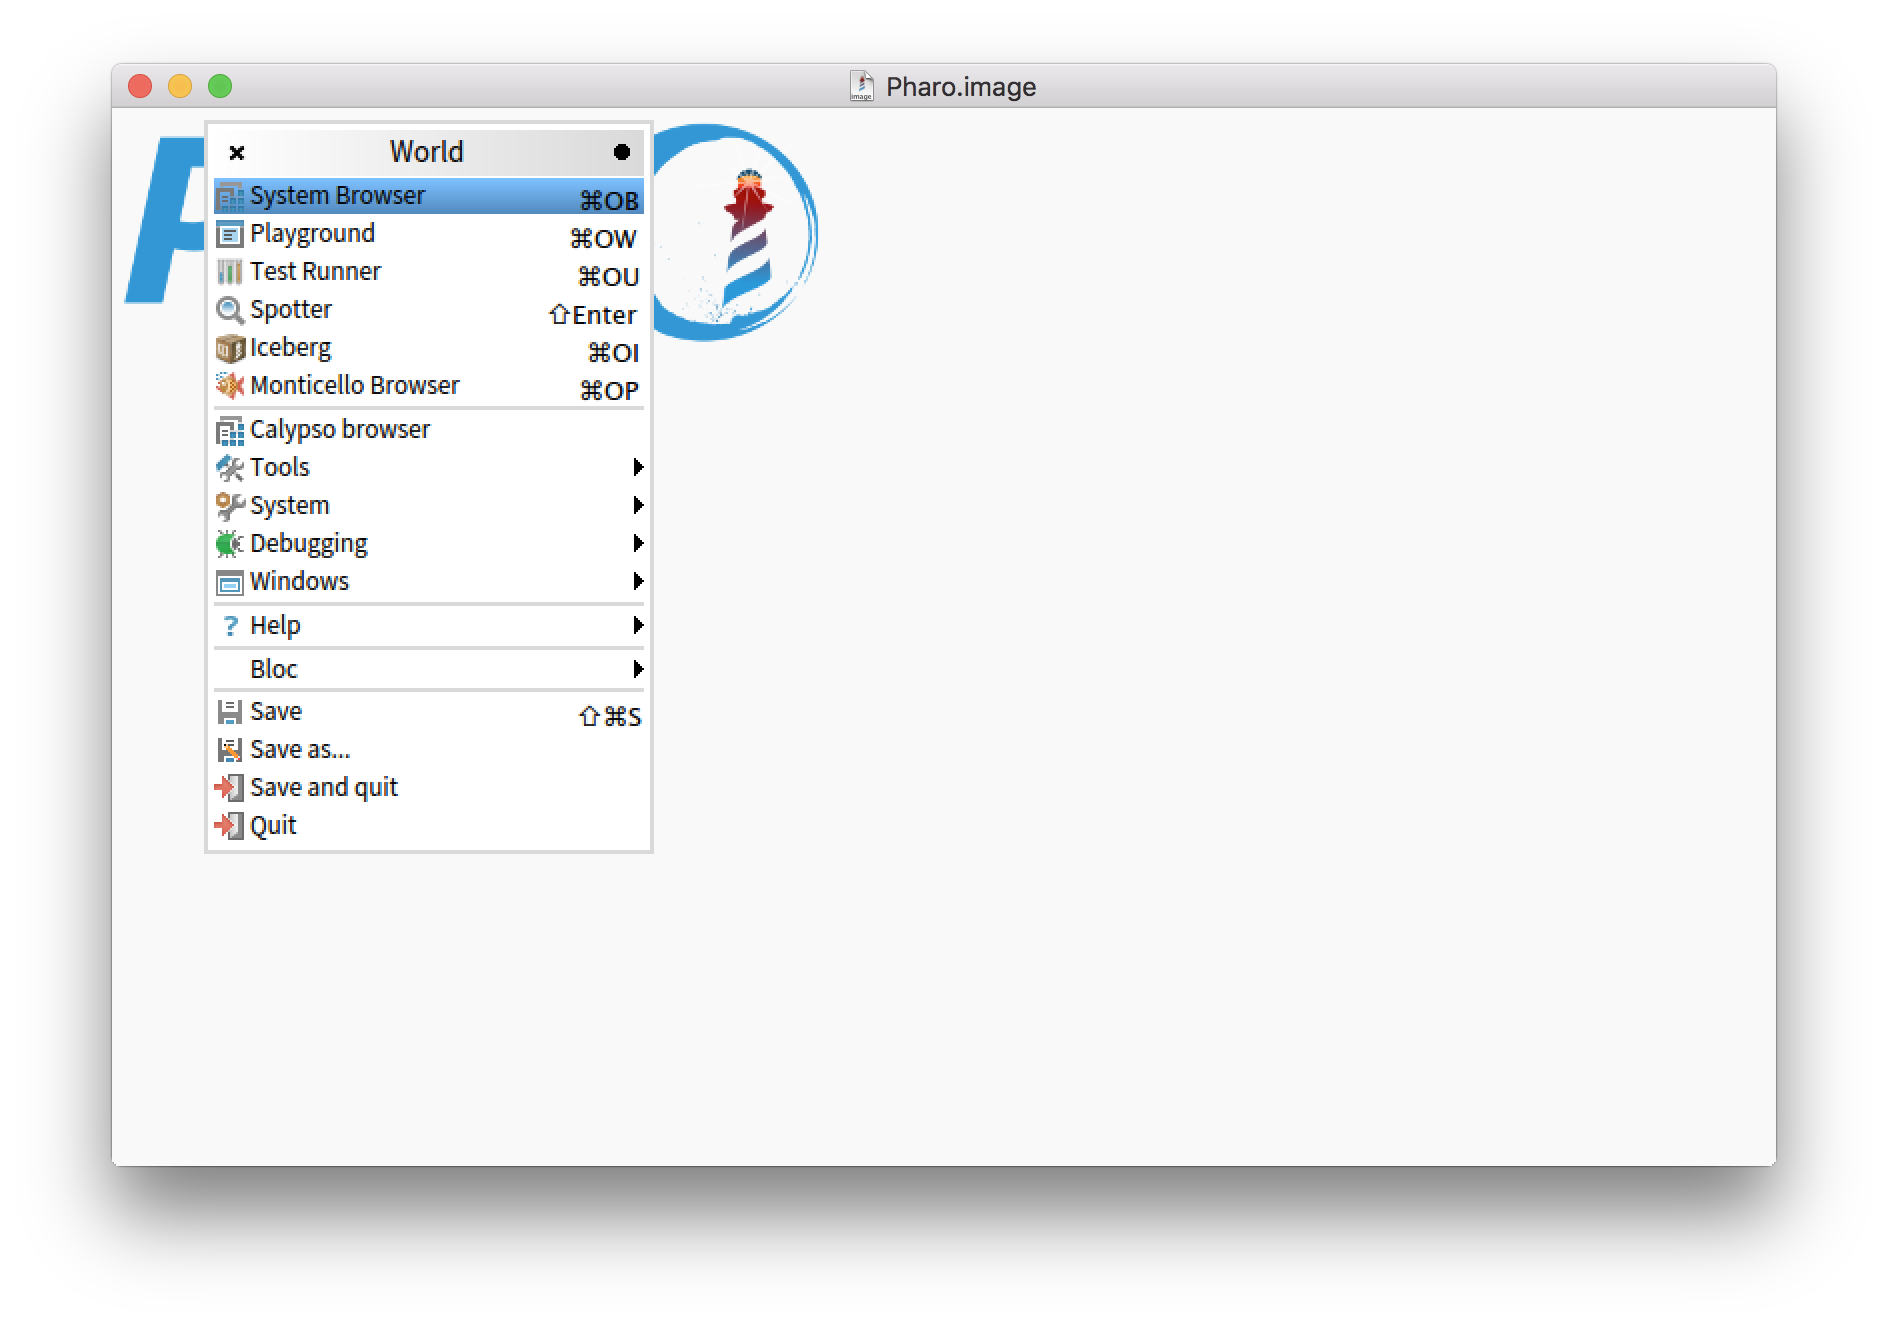 Pharo.image
World
System Browser ⌘OB
Playground ⌘OW
Test Runner ⌘OU
Spotter ⇧Enter
Iceberg ⌘OI
Monticello Browser ⌘OP
Calypso browser
Tools
System
Debugging
Windows
? Help
Bloc
Save ⇧⌘S
Save as...
Save and quit
Quit